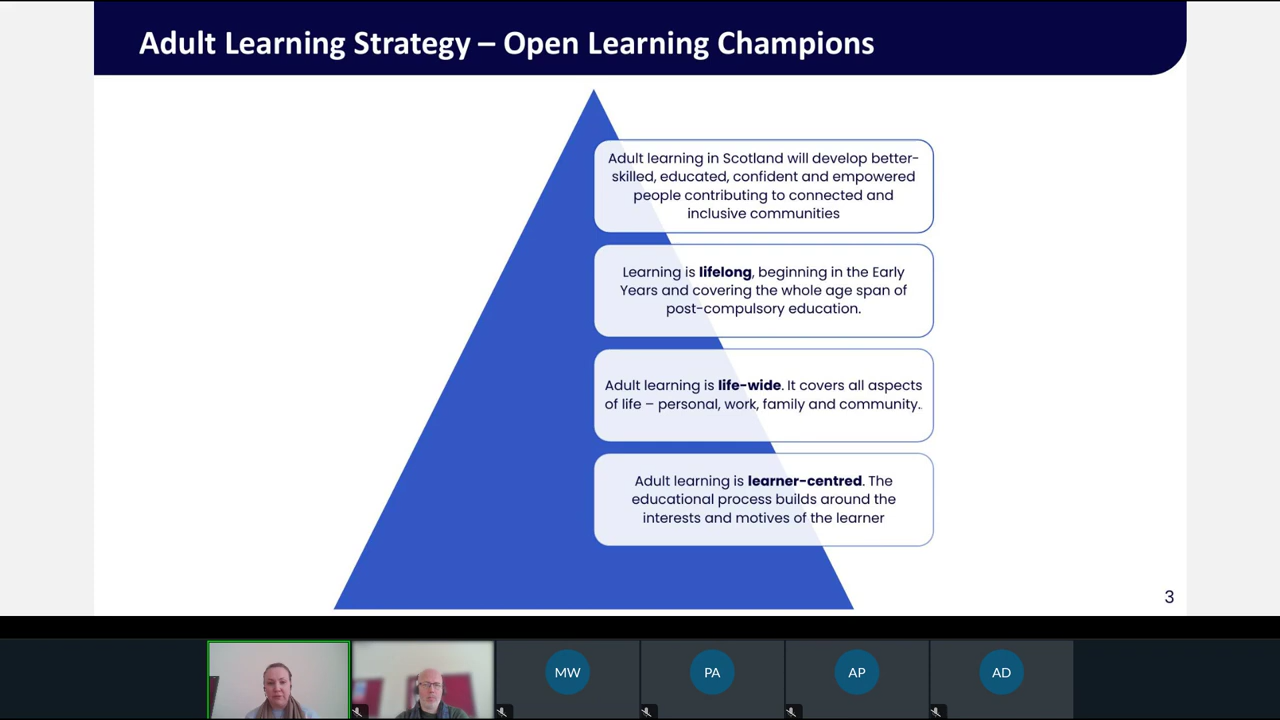 Adult Learning Strategy – Open Learning Champions
Adult learning in Scotland will develop better-
skilled, educated, confident and empowered
people contributing to connected and
inclusive communities
Learning is lifelong, beginning in the Early
Years and covering the whole age span of
post-compulsory education.
Adult learning is life-wide. It covers all aspects
of life – personal, work, family and community..
Adult learning is learner-centred. The
educational process builds around the
interests and motives of the learner
3
MW
PA
AP
AD